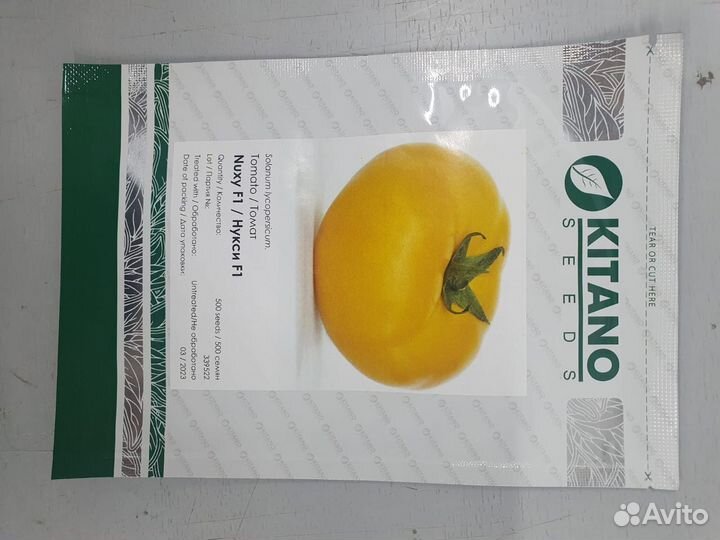 TEAR OR CUT HERE
KITANO
SEEDS
Solanum lycopersicum.
Tomato / Томат
Nuxy F1 / Нукси F1
Quantity / Количество: 500 seeds / 500 семян
Lot / Партия №: 339522
Treated with / Обработано: Untreated/Не обработано
Date of packing / Дата упаковки: 03 / 2023
Avito